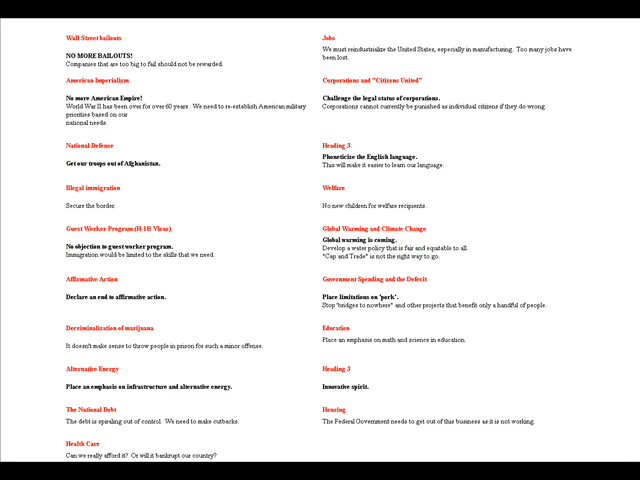 Wall Street bailouts
NO MORE BAILOUTS!
Companies that are too big to fail should not be rewarded.
American Imperialism
No more American Empire!
World War II has been over for over 60 years. We need to re-establish American military
priorities based on our
national needs.
National Defense
Get our troops out of Afghanistan.
Illegal immigration
Secure the border.
Guest Worker Program (H-1B Visas)
No objection to guest worker program.
Immigration would be limited to the skills that we need.
Affirmative Action
Declare an end to affirmative action.
Decriminalization of marijuana
It doesn't make sense to throw people in prison for such a minor offense.
Alternative Energy
Place an emphasis on infrastructure and alternative energy.
The National Debt
The debt is spiraling out of control. We need to make cutbacks.
Health Care
Can we really afford it? Or will it bankrupt our country?
Jobs
We must reindustrialize the United States, especially in manufacturing. Too many jobs have
been lost.
Corporations and "Citizens United"
Challenge the legal status of corporations.
Corporations cannot currently be punished as individual citizens if they do wrong.
Heading 3
Phoneticize the English language.
This will make it easier to learn our language.
Welfare
No new children for welfare recipients.
Global Warming and Climate Change
Global warming is coming.
Develop a water policy that is fair and equitable to all.
"Cap and Trade" is not the right way to go.
Government Spending and the Defecit
Place limitations on 'pork'.
Stop "bridges to nowhere" and other projects that benefit only a handful of people.
Education
Place an emphasis on math and science in education.
Heading 3
Innovative spirit.
Housing
The Federal Government needs to get out of this business as it is not working.